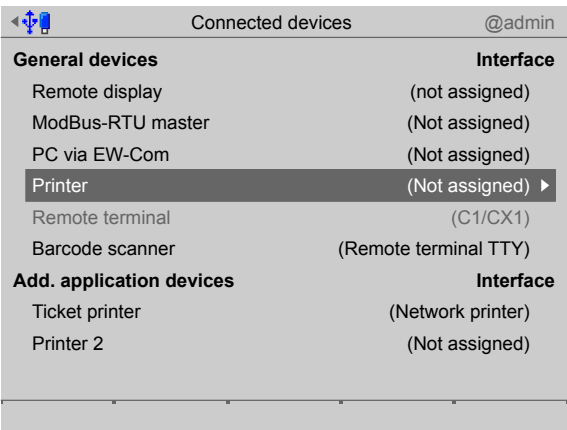 Connected devices @admin
General devices Interface
Remote display (not assigned)
ModBus-RTU master (Not assigned)
PC via EW-Com (Not assigned)
Printer (Not assigned)
Remote terminal (C1/CX1)
Barcode scanner (Remote terminal TTY)
Add. application devices Interface
Ticket printer (Network printer)
Printer 2 (Not assigned)